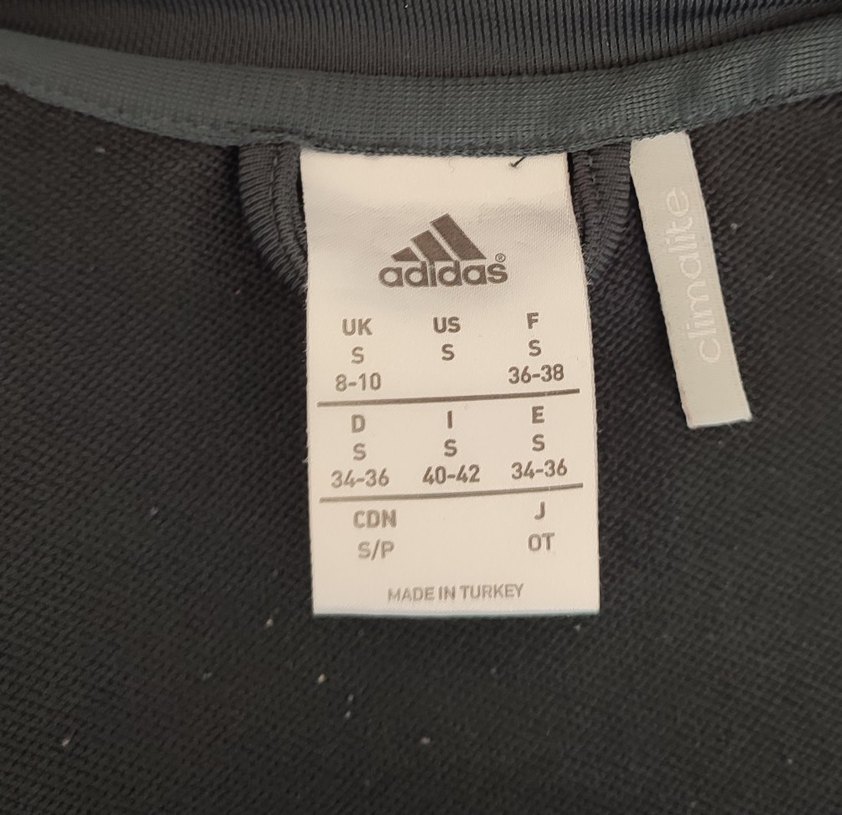 adidas®
UK US F
S S S
8-10 36-38
D I E
S S S
34-36 40-42 34-36
CDN J
S/P OT
MADE IN TURKEY
climalite